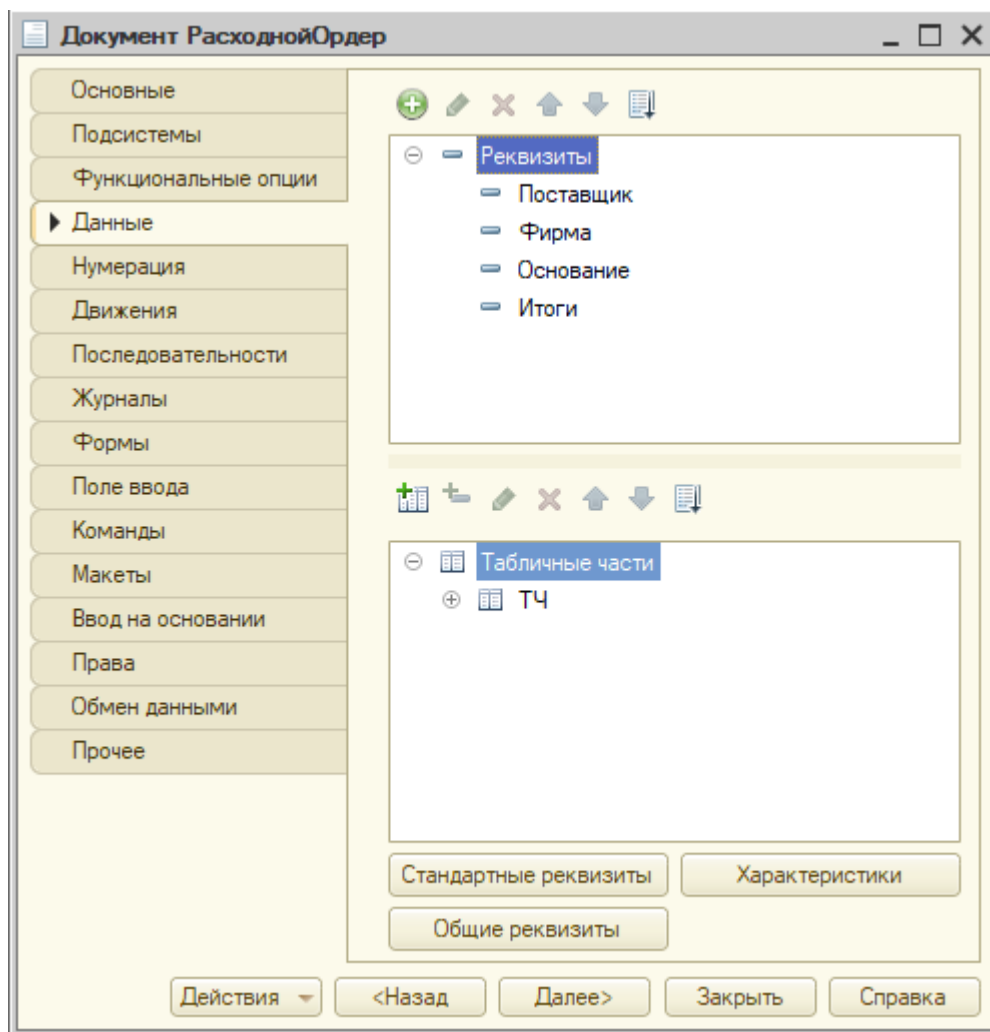 Документ РасходнойОрдер
Основные
Подсистемы
Функциональные опции
Данные
Нумерация
Движения
Последовательности
Журналы
Формы
Поле ввода
Команды
Макеты
Ввод на основании
Права
Обмен данными
Прочее
Реквизиты
Поставщик
Фирма
Основание
Итоги
Табличные части
ТЧ
Стандартные реквизиты
Характеристики
Общие реквизиты
Действия
<Назад
Далее>
Закрыть
Справка